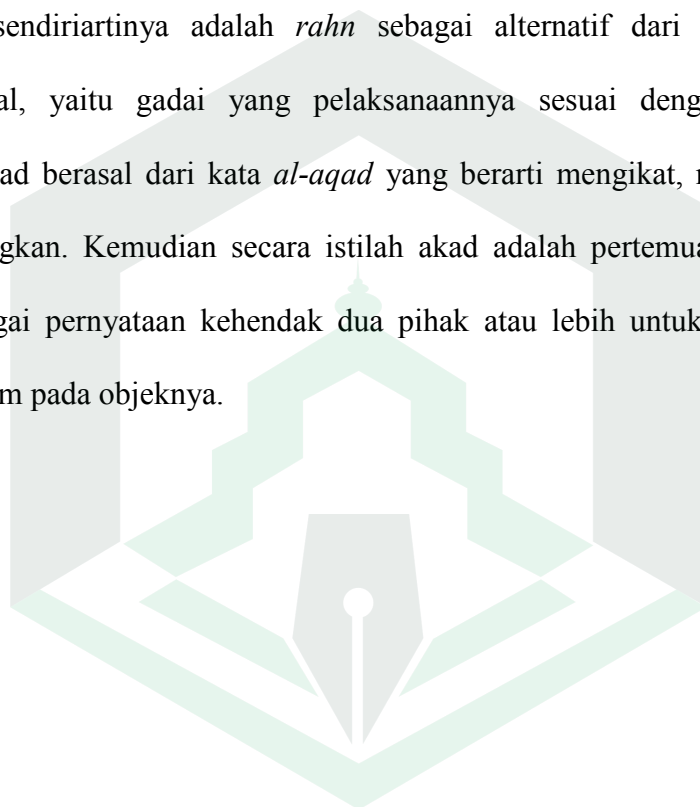 sendiriartinya adalah rahn sebagai alternatif dari
al, yaitu gadai yang pelaksanaannya sesuai deng
ad berasal dari kata al-aqad yang berarti mengikat,
gkan. Kemudian secara istilah akad adalah pertemua
gai pernyataan kehendak dua pihak atau lebih untuk
m pada objeknya.